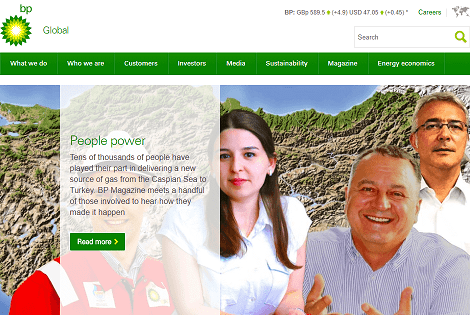 bp
Global
BP: GBp 589.5 (+4.9) USD 47.05 (+0.45) *
Careers
Search
What we do
Who we are
Customers
Investors
Media
Sustainability
Magazine
Energy economics
People power
Tens of thousands of people have
played their part in delivering a new
source of gas from the Caspian Sea to
Turkey. BP Magazine meets a handful
of those involved to hear how they
made it happen
Read more
bp